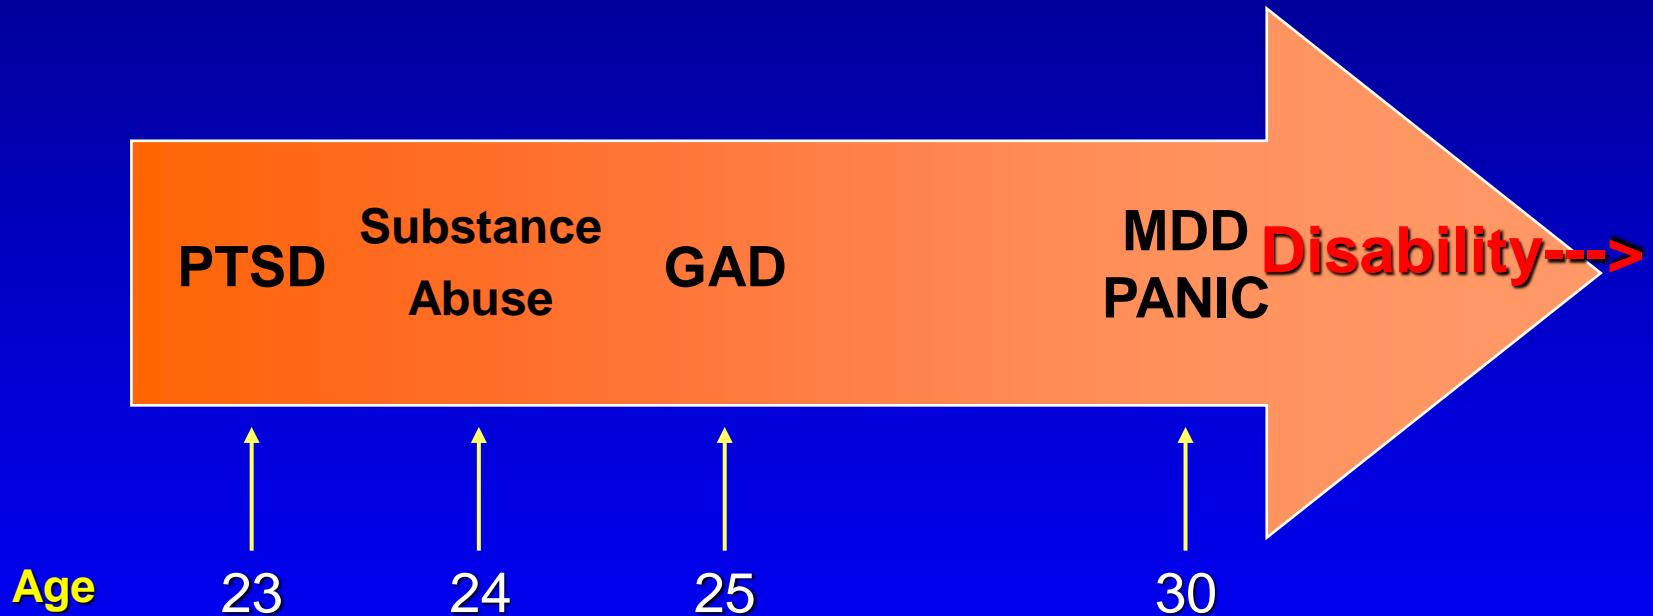 PTSD
Substance
Abuse
GAD
MDD
PANIC
Disability--->
Age 23 24 25 30